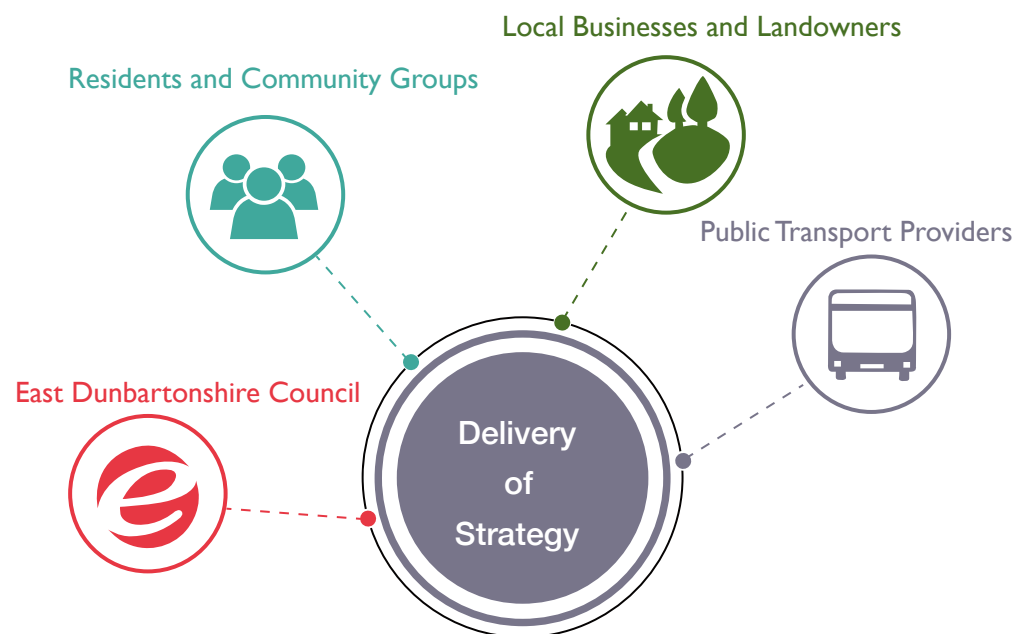 Local Businesses and Landowners
Residents and Community Groups
Public Transport Providers
East Dunbartonshire Council
Delivery
of
Strategy